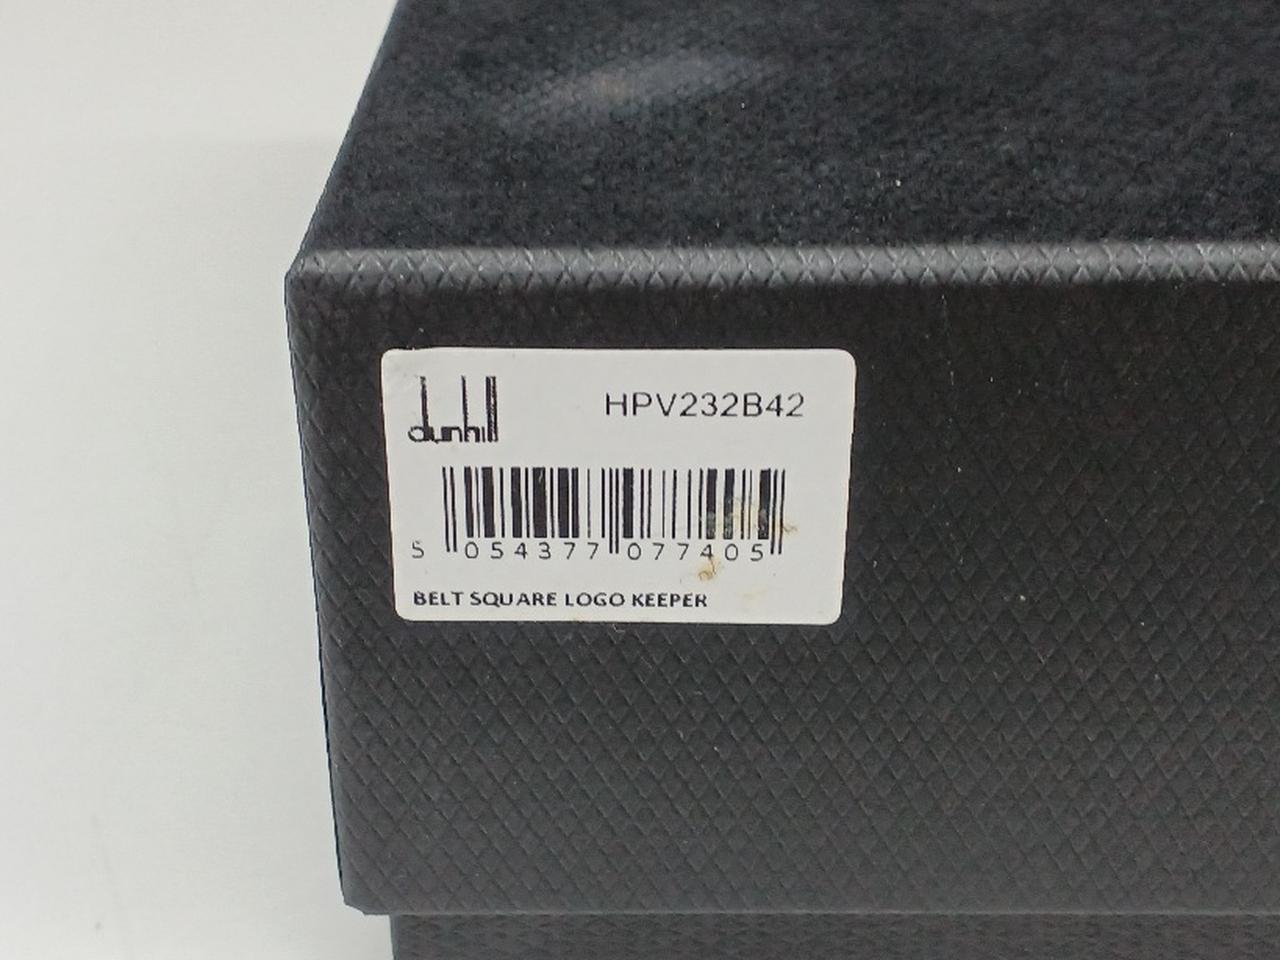 dunhill
HPV232B42
5 054377 077405
BELT SQUARE LOGO KEEPER